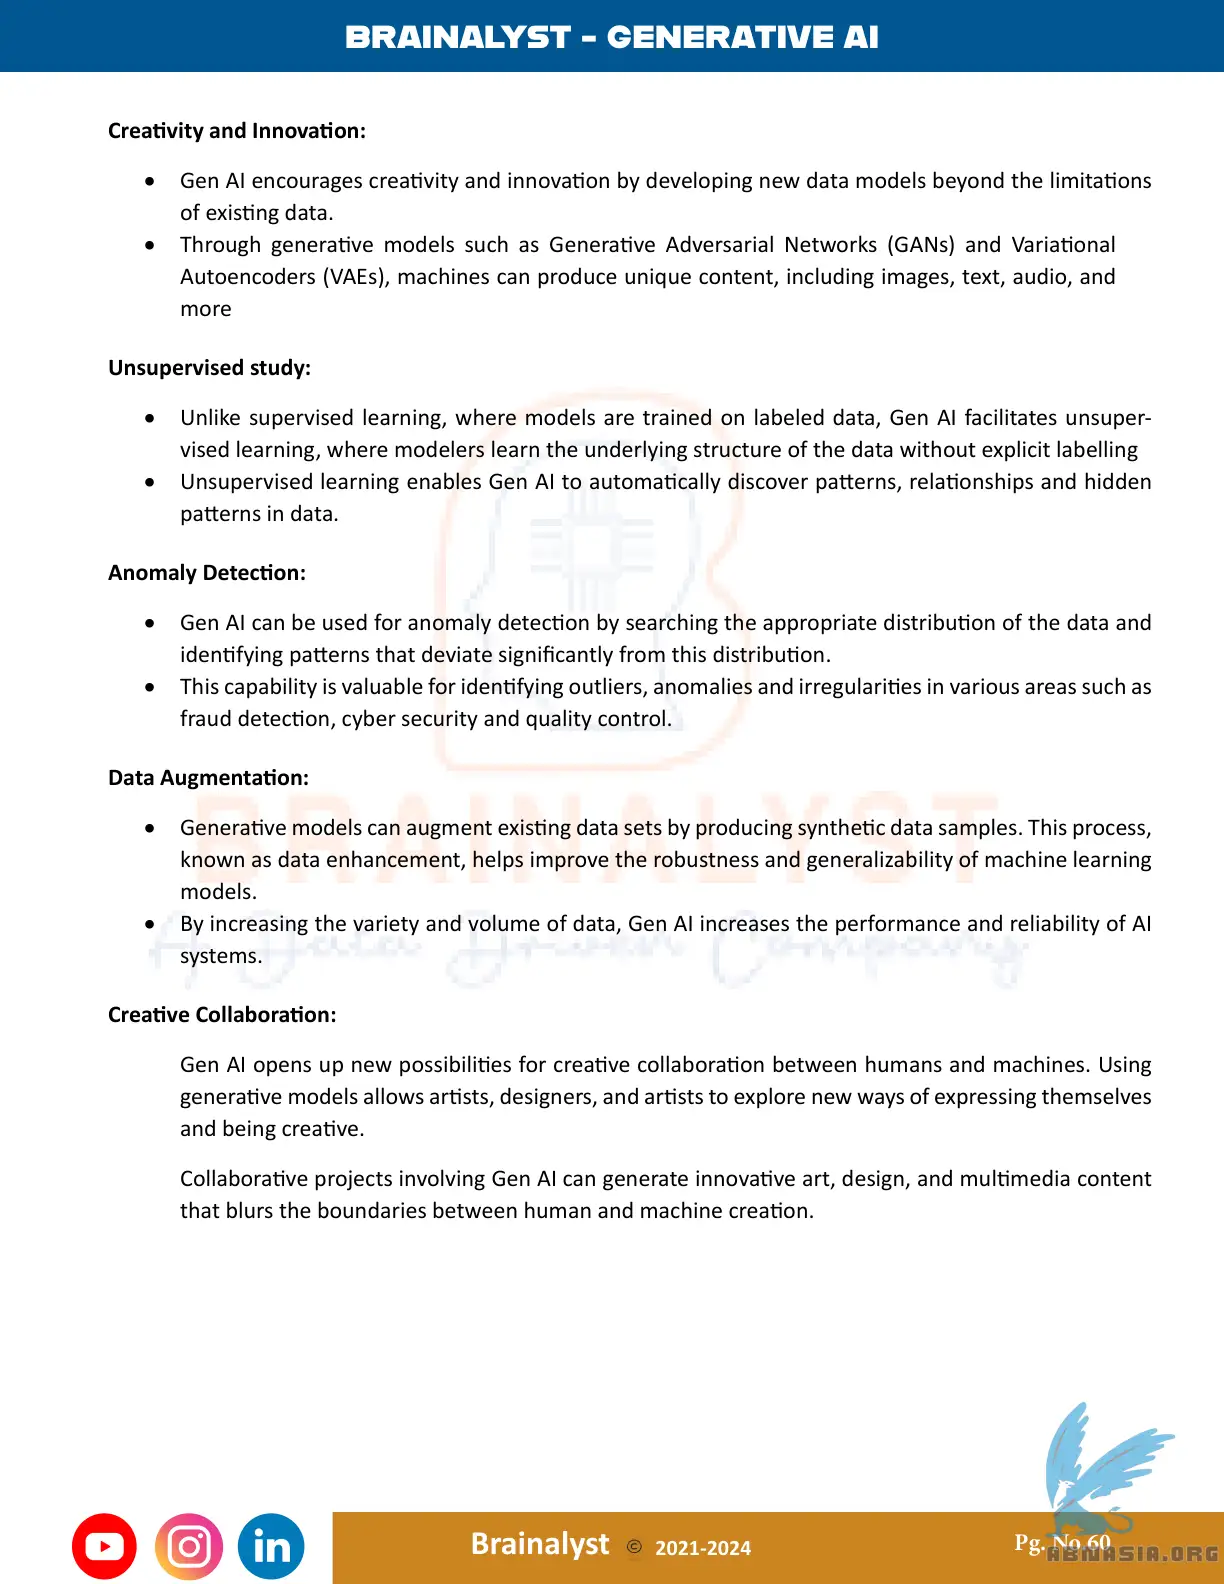 BRAINALYST - GENERATIVE AI
Creativity and Innovation:
• Gen AI encourages creativity and innovation by developing new data models beyond the limitations
of existing data.
• Through generative models such as Generative Adversarial Networks (GANs) and Variational
Autoencoders (VAEs), machines can produce unique content, including images, text, audio, and
more
Unsupervised study:
• Unlike supervised learning, where models are trained on labeled data, Gen AI facilitates unsuper-
vised learning, where modelers learn the underlying structure of the data without explicit labelling
• Unsupervised learning enables Gen AI to automatically discover patterns, relationships and hidden
patterns in data.
Anomaly Detection:
• Gen AI can be used for anomaly detection by searching the appropriate distribution of the data and
identifying patterns that deviate significantly from this distribution.
• This capability is valuable for identifying outliers, anomalies and irregularities in various areas such as
fraud detection, cyber security and quality control.
Data Augmentation:
BRAINALYST
• Generative models can augment existing data sets by producing synthetic data samples. This process,
known as data enhancement, helps improve the robustness and generalizability of machine learning
models.
• By increasing the variety and volume of data, Gen AI increases the performance and reliability of AI
A Data Driven Company
systems.
Creative Collaboration:
Gen AI opens up new possibilities for creative collaboration between humans and machines. Using
generative models allows artists, designers, and artists to explore new ways of expressing themselves
and being creative.
Collaborative projects involving Gen AI can generate innovative art, design, and multimedia content
that blurs the boundaries between human and machine creation.
in
Brainalyst © 2021-2024
Pg. No.60
ABNASIA.ORG